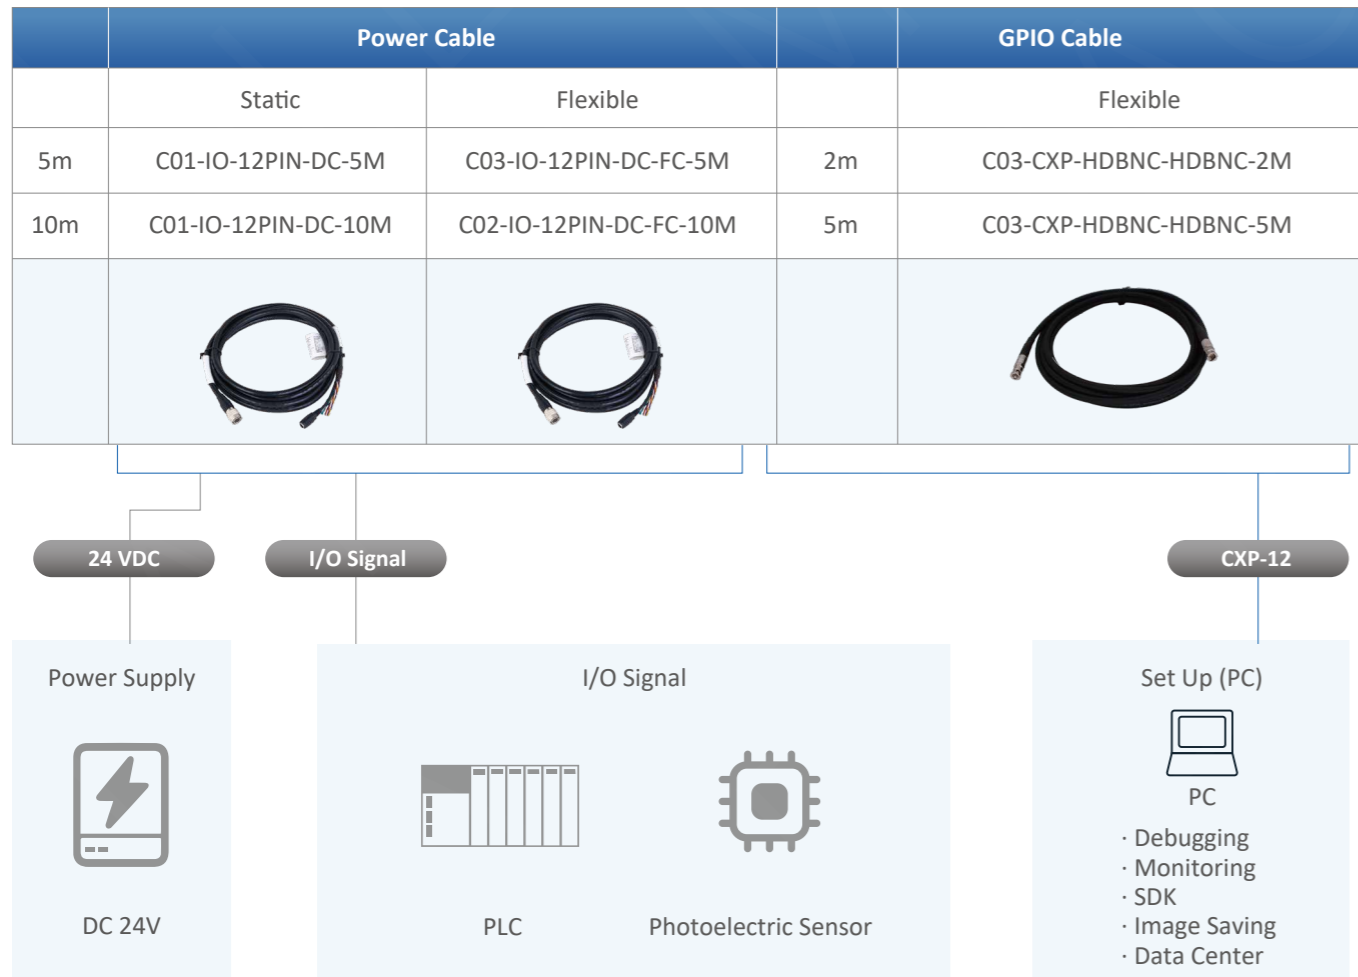 Power Cable GPIO Cable
Static Flexible Flexible
5m C01-IO-12PIN-DC-5M C03-IO-12PIN-DC-FC-5M 2m C03-CXP-HDBNC-HDBNC-2M
10m C01-IO-12PIN-DC-10M C02-IO-12PIN-DC-FC-10M 5m C03-CXP-HDBNC-HDBNC-5M
24 VDC I/O Signal CXP-12
Power Supply I/O Signal Set Up (PC)
PC
· Debugging
· Monitoring
· SDK
· Image Saving
· Data Center
DC 24V PLC Photoelectric Sensor